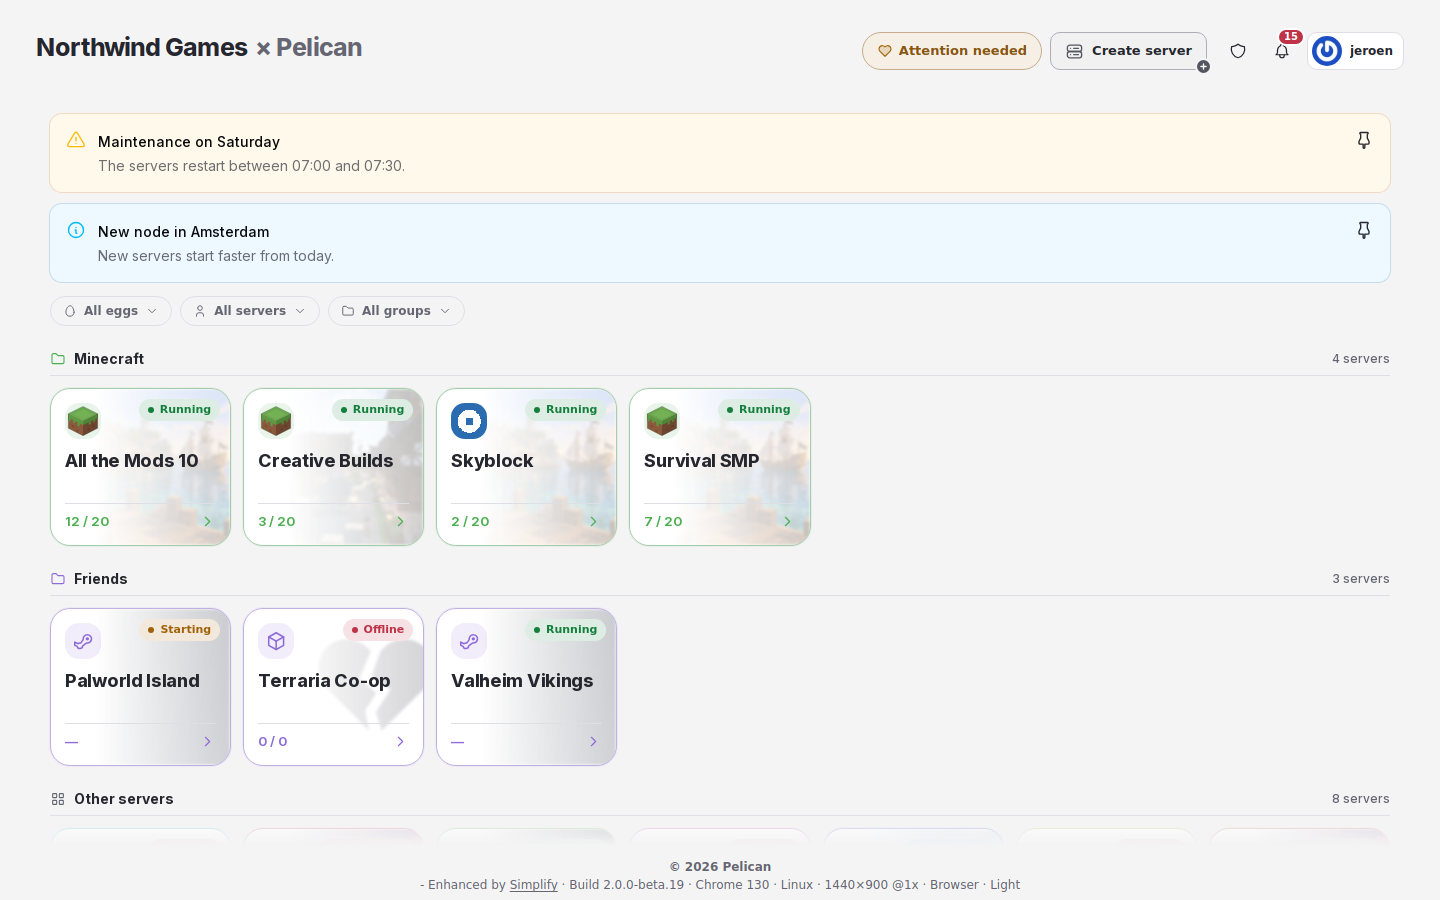 Northwind Games × Pelican
Attention needed
Create server
15
jeroen
Maintenance on Saturday
The servers restart between 07:00 and 07:30.
New node in Amsterdam
New servers start faster from today.
All eggs
All servers
All groups
Minecraft
4 servers
Running
All the Mods 10
12 / 20
Running
Creative Builds
3 / 20
Running
Skyblock
2 / 20
Running
Survival SMP
7 / 20
Friends
3 servers
Starting
Palworld Island
—
Offline
Terraria Co-op
0 / 0
Running
Valheim Vikings
—
Other servers
8 servers
© 2026 Pelican
- Enhanced by Simplify · Build 2.0.0-beta.19 · Chrome 130 · Linux · 1440×900 @1x · Browser · Light